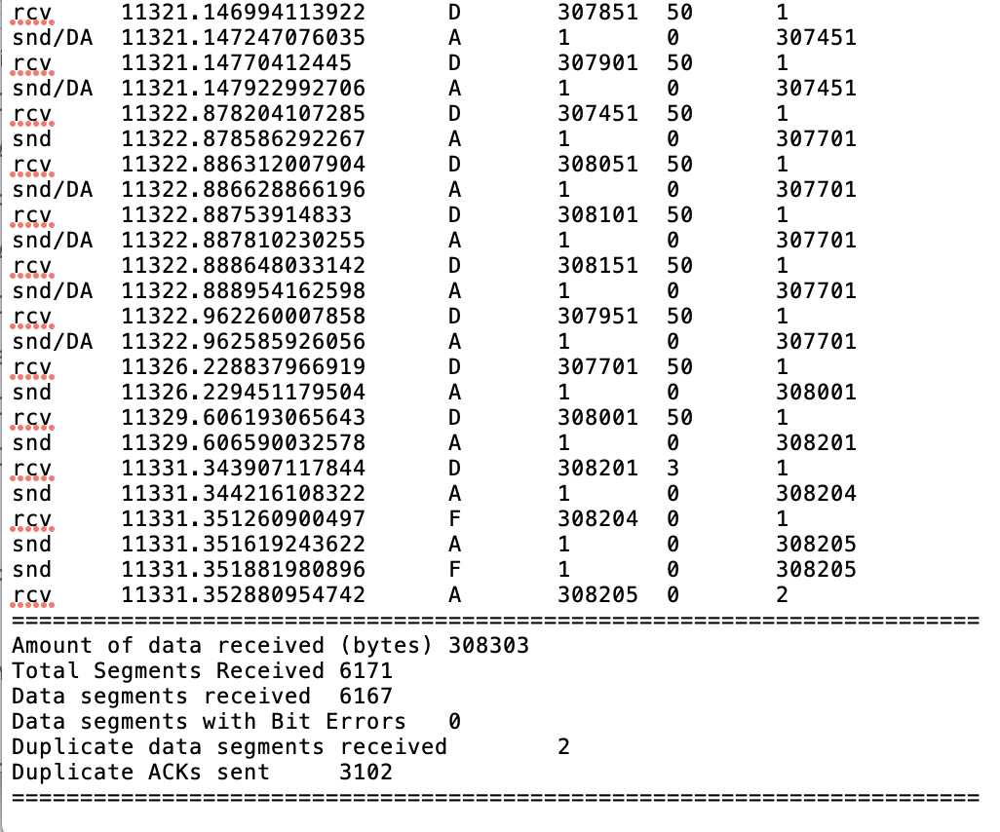 rcv 11321.146994113922 D 307851 50 1
snd/DA 11321.147247076035 A 1 0 307451
rcv 11321.14770412445 D 307901 50 1
snd/DA 11321.147922992706 A 1 0 307451
rcv 11322.878204107285 D 307451 50 1
snd 11322.878586292267 A 1 0 307701
rcv 11322.886312007904 D 308051 50 1
snd/DA 11322.886628866196 A 1 0 307701
rcv 11322.88753914833 D 308101 50 1
snd/DA 11322.887810230255 A 1 0 307701
rcv 11322.888648033142 D 308151 50 1
snd/DA 11322.888954162598 A 1 0 307701
rcv 11322.962260007858 D 307951 50 1
snd/DA 11322.962585926056 A 1 0 307701
rcv 11326.228837966919 D 307701 50 1
snd 11326.229451179504 A 1 0 308001
rcv 11329.606193065643 D 308001 50 1
snd 11329.606590032578 A 1 0 308201
rcv 11331.343907117844 D 308201 3 1
snd 11331.344216108322 A 1 0 308204
rcv 11331.351260900497 F 308204 0 1
snd 11331.351619243622 A 1 0 308205
snd 11331.351881980896 F 1 0 308205
rcv 11331.352880954742 A 308205 0 2
=======================================================================
Amount of data received (bytes) 308303
Total Segments Received 6171
Data segments received 6167
Data segments with Bit Errors 0
Duplicate data segments received 2
Duplicate ACKs sent 3102
=======================================================================